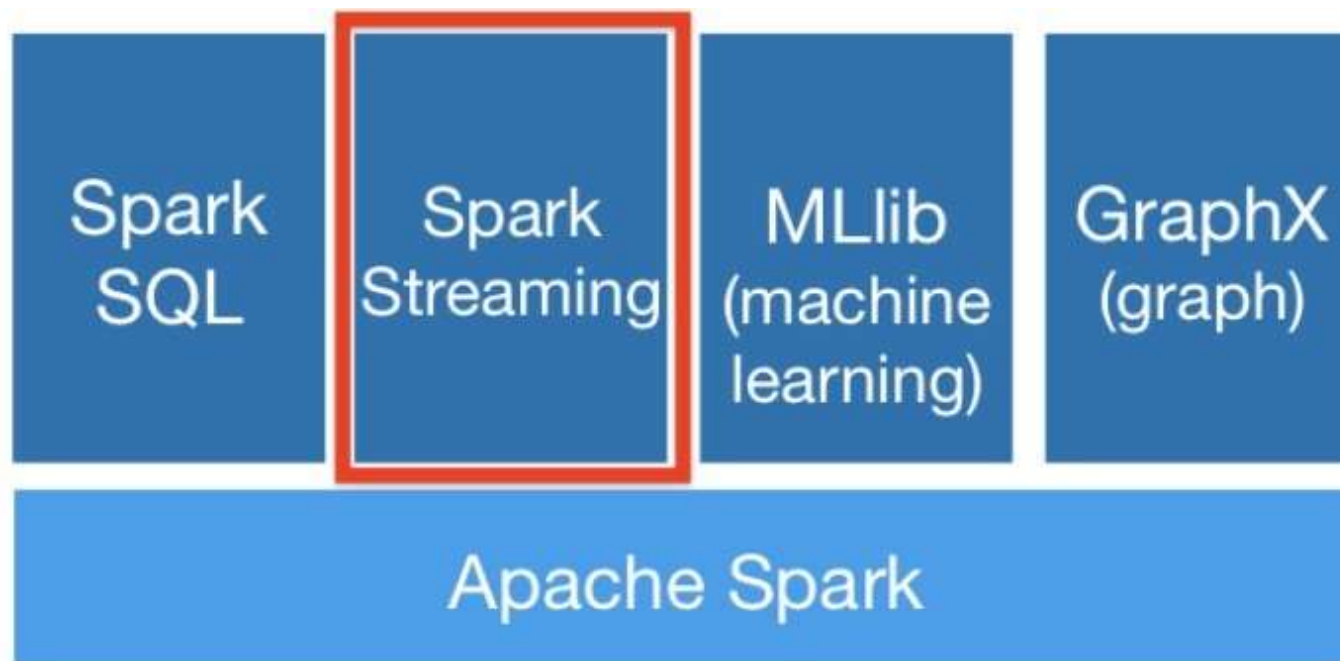 Spark
SQL
Spark
Streaming
MLlib
(machine
learning)
GraphX
(graph)
Apache Spark